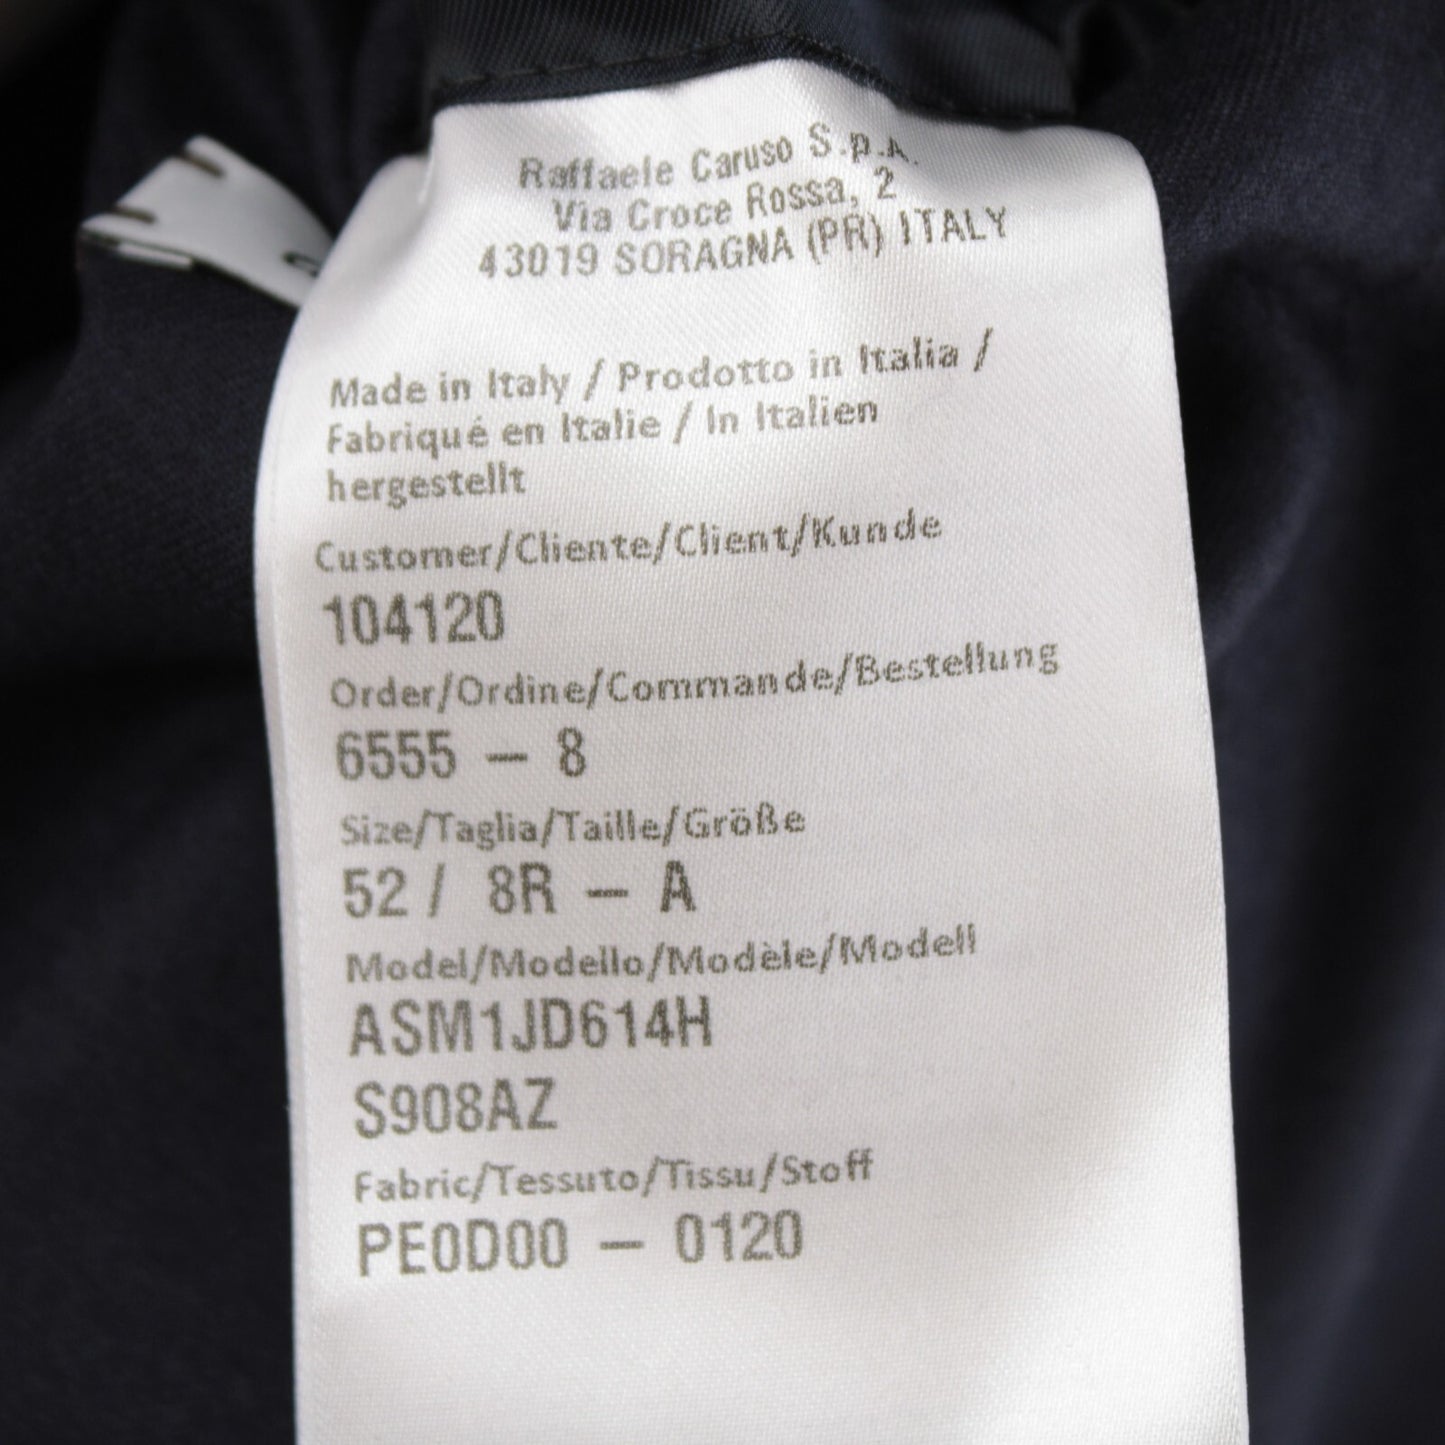 Raffaele Caruso S.p.A.
Via Croce Rossa, 2
43019 SORAGNA (PR) ITALY
Made in Italy / Prodotto in Italia /
Fabriqué en Italie / In Italien
hergestellt
Customer/Cliente/Client/Kunde
104120
Order/Ordine/Commande/Bestellung
6555 – 8
Size/Taglia/Taille/Größe
52 / 8R – A
Model/Modello/Modèle/Modell
ASM1JD614H
S908AZ
Fabric/Tessuto/Tissu/Stoff
PE0D00 – 0120